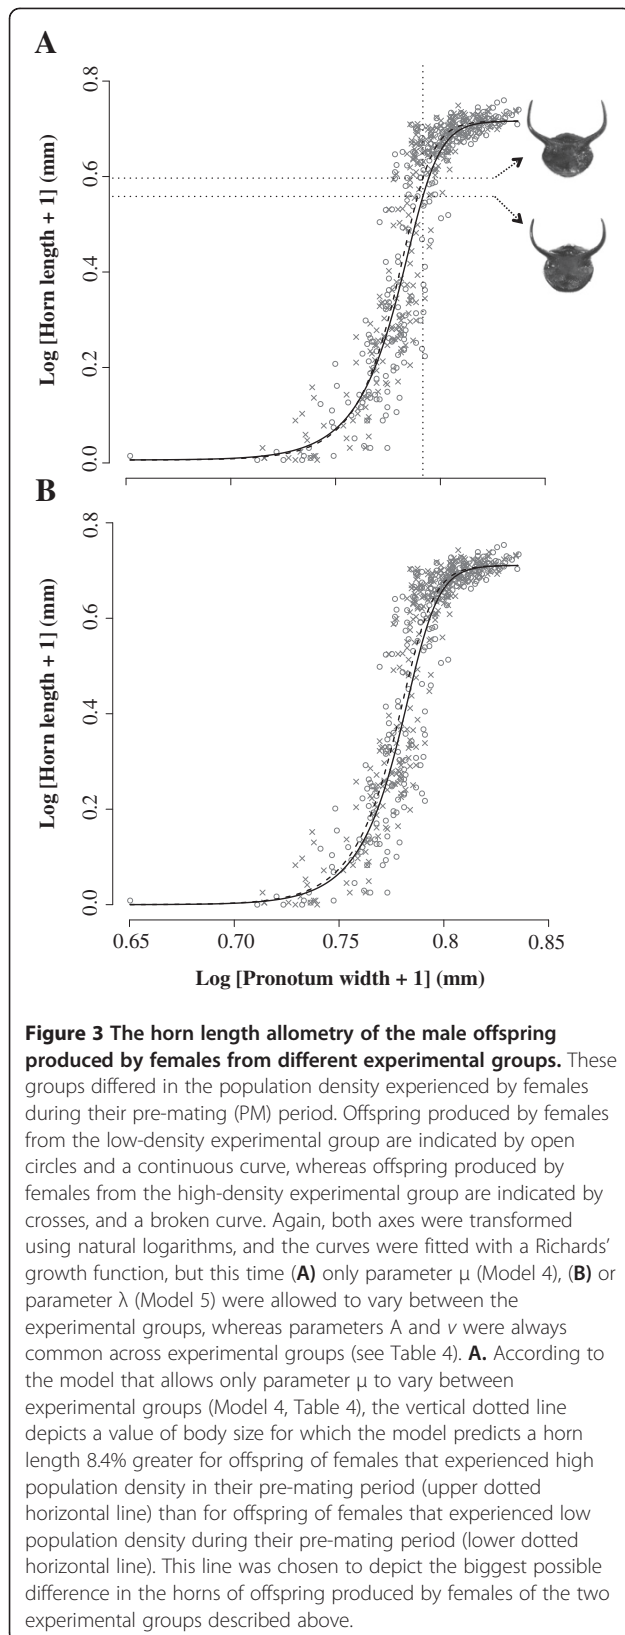 A
Log [Horn length + 1] (mm)
0.8
0.6
0.4
0.2
0.0
B
Log [Horn length + 1] (mm)
0.8
0.6
0.4
0.2
0.0
0.65 0.70 0.75 0.8 0.85
Log [Pronotum width + 1] (mm)
Figure 3 The horn length allometry of the male offspring
produced by females from different experimental groups. These
groups differed in the population density experienced by females
during their pre-mating (PM) period. Offspring produced by females
from the low-density experimental group are indicated by open
circles and a continuous curve, whereas offspring produced by
females from the high-density experimental group are indicated by
crosses, and a broken curve. Again, both axes were transformed
using natural logarithms, and the curves were fitted with a Richards’
growth function, but this time (A) only parameter μ (Model 4), (B) or
parameter λ (Model 5) were allowed to vary between the
experimental groups, whereas parameters A and v were always
common across experimental groups (see Table 4). A. According to
the model that allows only parameter μ to vary between
experimental groups (Model 4, Table 4), the vertical dotted line
depicts a value of body size for which the model predicts a horn
length 8.4% greater for offspring of females that experienced high
population density in their pre-mating period (upper dotted
horizontal line) than for offspring of females that experienced low
population density during their pre-mating period (lower dotted
horizontal line). This line was chosen to depict the biggest possible
difference in the horns of offspring produced by females of the two
experimental groups described above.